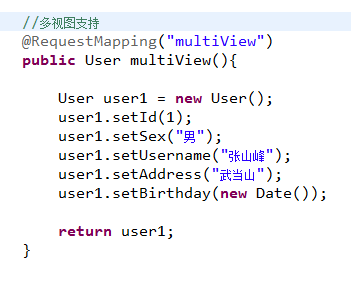 //多视图支持
@RequestMapping("multiView")
public User multiView(){
User user1 = new User();
user1.setId(1);
user1.setSex("男");
user1.setUsername("张山峰");
user1.setAddress("武当山");
user1.setBirthday(new Date());
return user1;
}